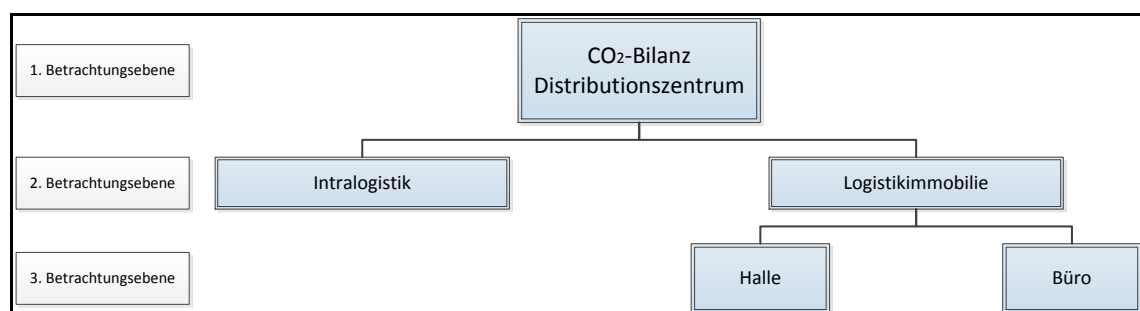 1. Betrachtungsebene
CO2-Bilanz
Distributionszentrum
2. Betrachtungsebene
Intralogistik
Logistikimmobilie
3. Betrachtungsebene
Halle
Büro